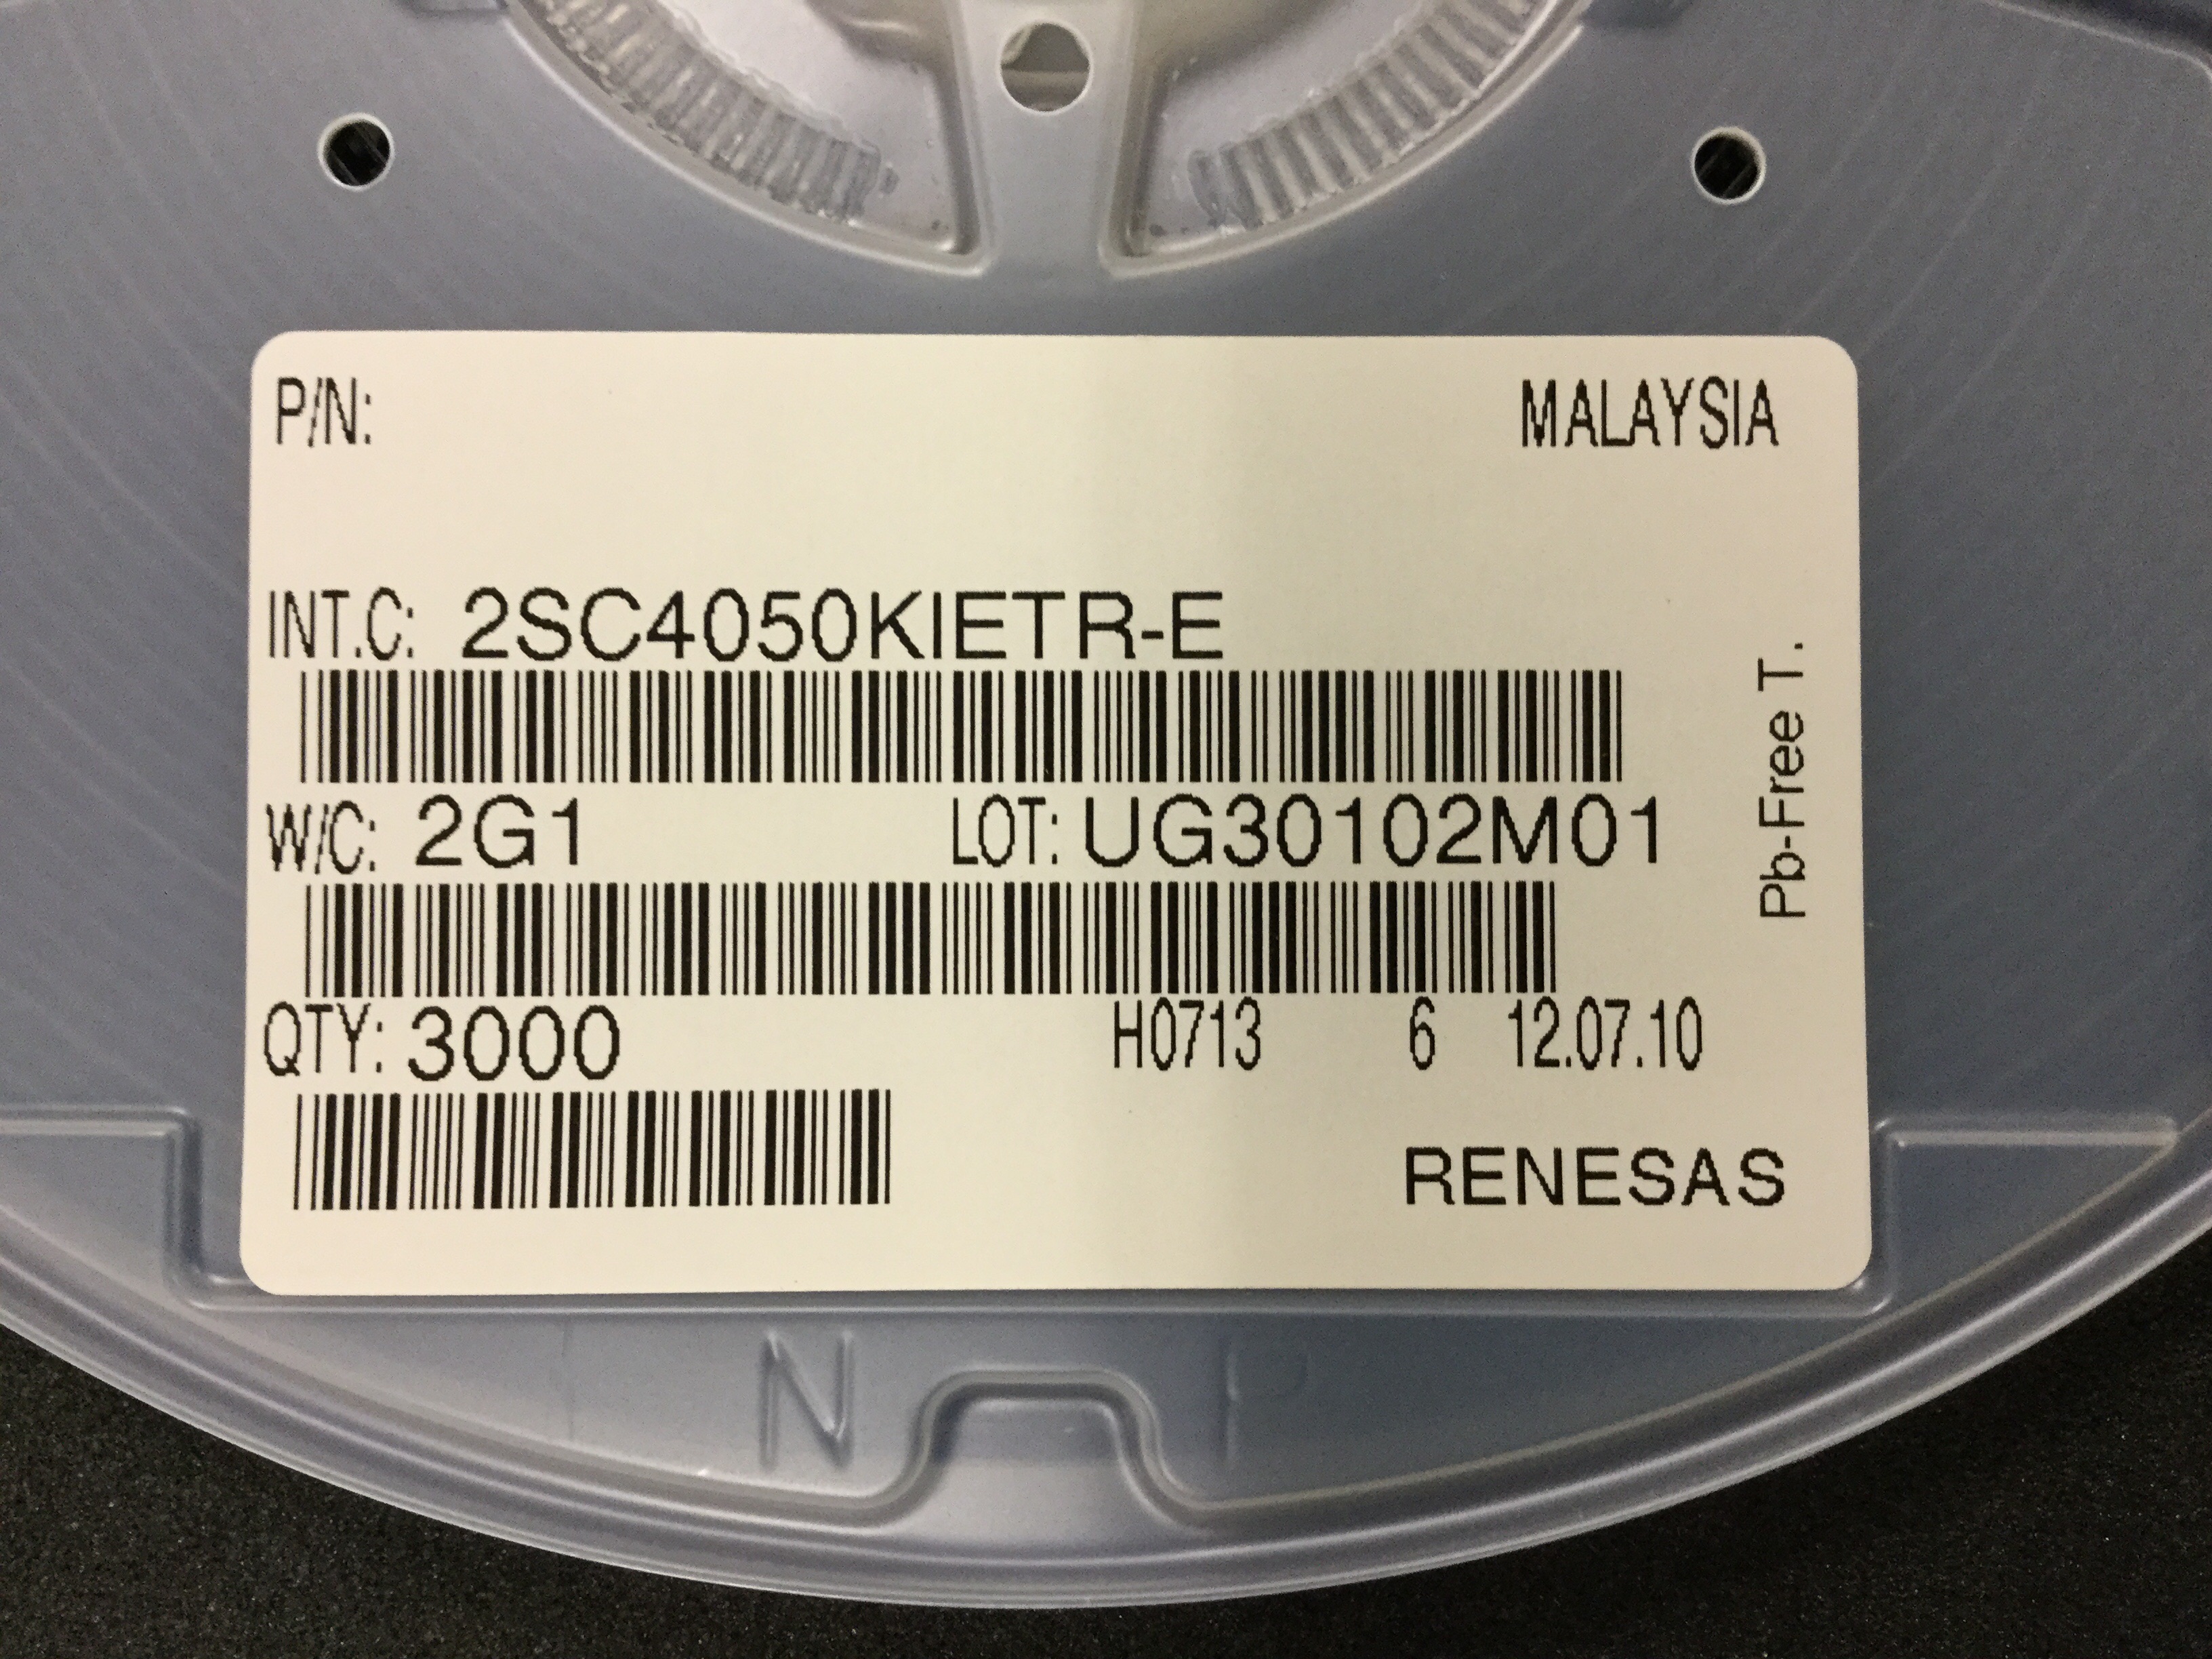 P/N: MALAYSIA
INT.C: 2SC4050KIETR-E
Pb-Free T.
W/C: 2G1 LOT: UG30102M01
QTY: 3000 H0713 6 12.07.10
RENESAS
N P